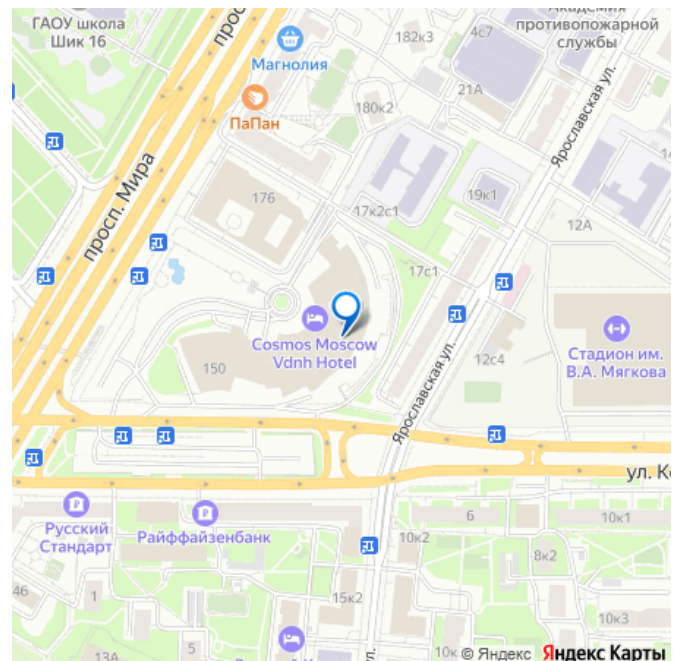 ГАОУ школа
Шик 16
прос
Магнолия
ПаПан
182к3
4с7
Академия
противопожарной
службы
21А
180к2
Ярославская ул.
просп. Мира
176
17к2с1
19к1
12А
17с1
Cosmos Moscow
Vdnh Hotel
150
12с4
Стадион им.
В.А. Мягкова
Ярославская ул.
ул. К
Русский
Стандарт
Райффайзенбанк
6
10к1
10к2
8к2
46
1
15к2
10к3
13А
5
ул.
10к
© Яндекс Яндекс Карты